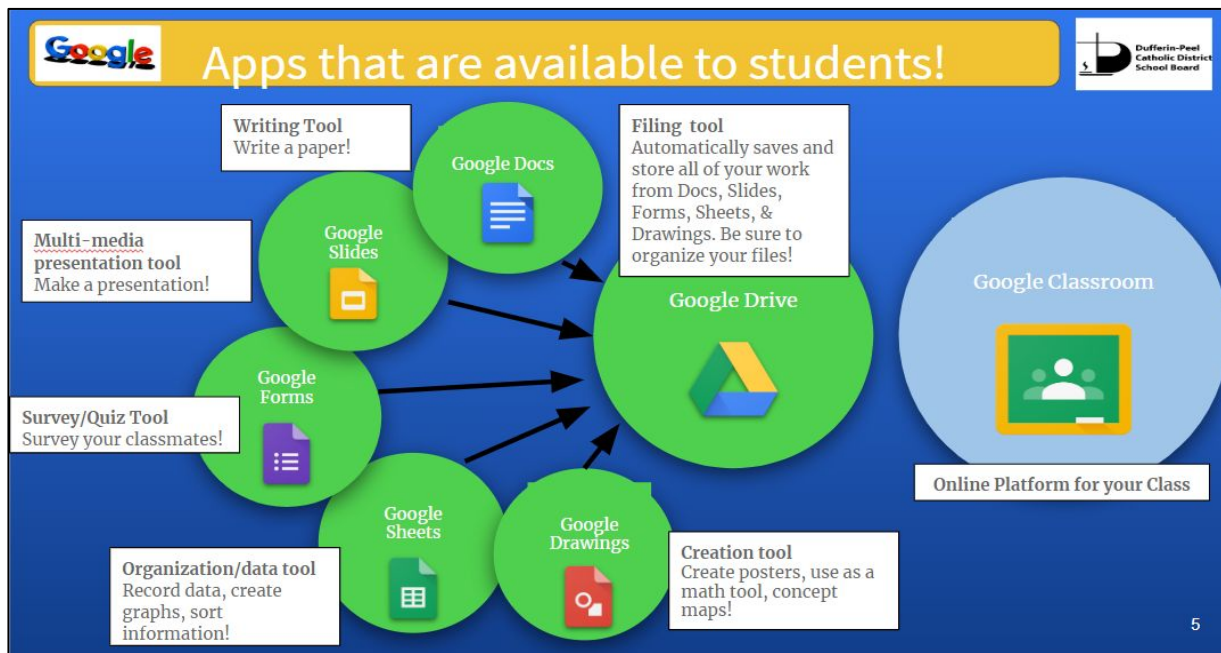 Google
Apps that are available to students!
Dufferin-Peel
Catholic District
School Board
Writing Tool
Write a paper!
Google Docs
Filing tool
Automatically saves and
store all of your work
from Docs, Slides,
Forms, Sheets, &
Drawings. Be sure to
organize your files!
Multi-media
presentation tool
Make a presentation!
Google
Slides
Google Drive
Google Classroom
Survey/Quiz Tool
Survey your classmates!
Google
Forms
Online Platform for your Class
Organization/data tool
Record data, create
graphs, sort
information!
Google
Sheets
Google
Drawings
Creation tool
Create posters, use as a
math tool, concept
maps!
5